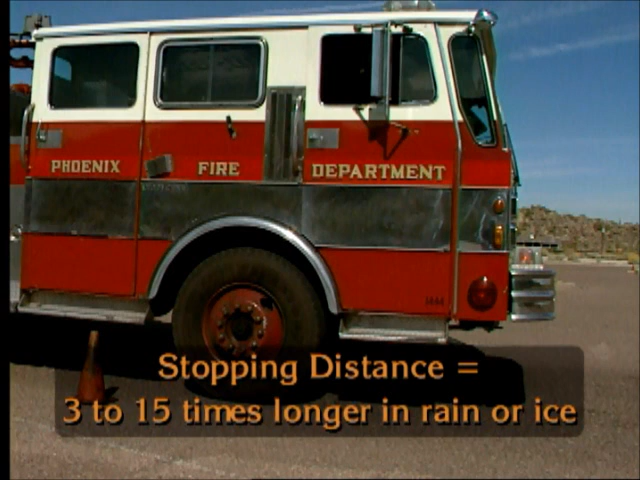 PHOENIX FIRE DEPARTMENT
Stopping Distance =
3 to 15 times longer in rain or ice